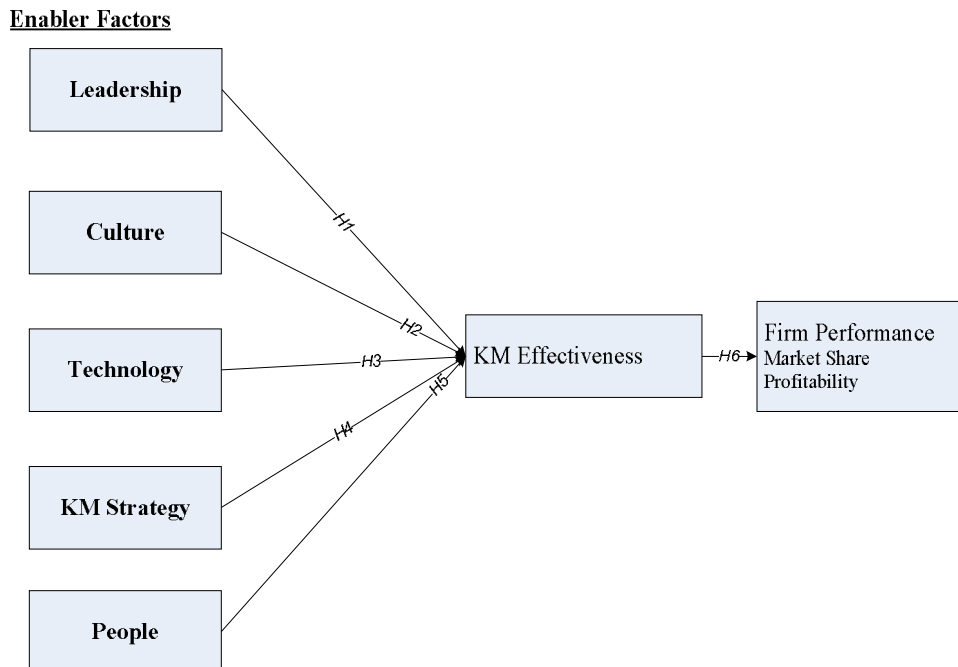 Enabler Factors
Leadership
H1
Culture
H2
Technology
H3
KM Strategy
H4
People
H5
KM Effectiveness
H6
Firm Performance
Market Share
Profitability